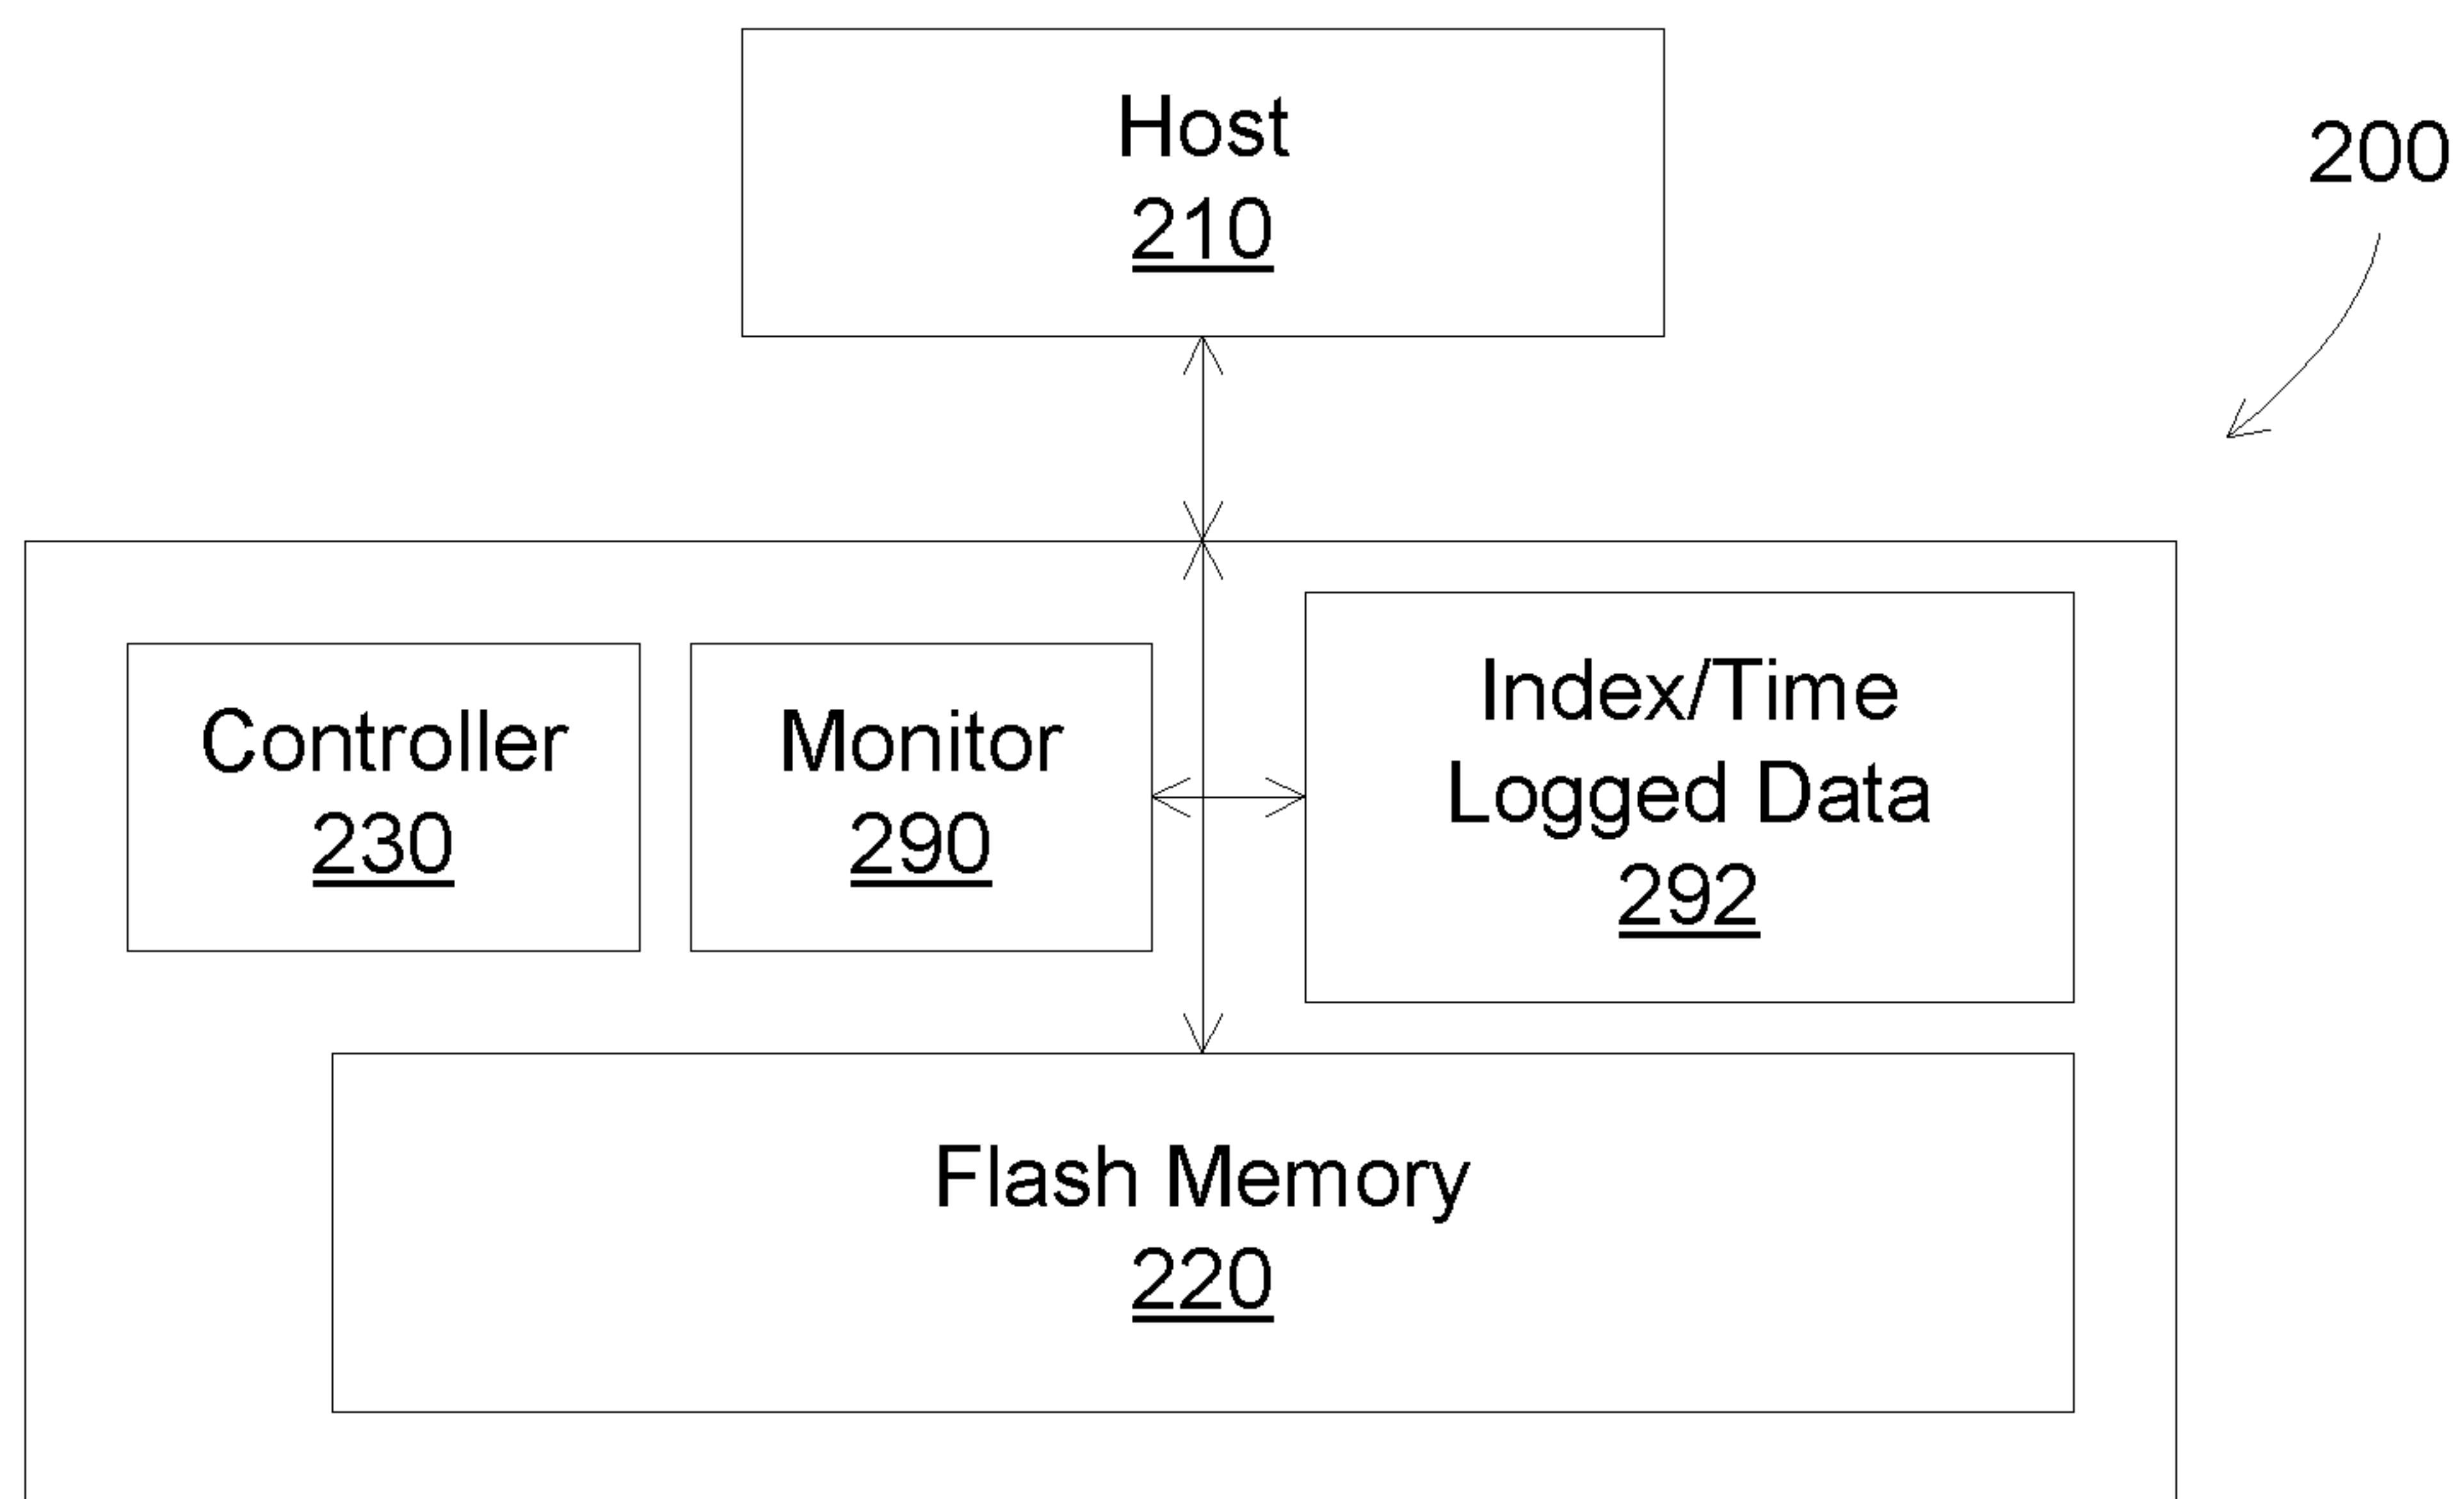 Host
210
200
Controller
230
Monitor
290
Index/Time
Logged Data
292
Flash Memory
220